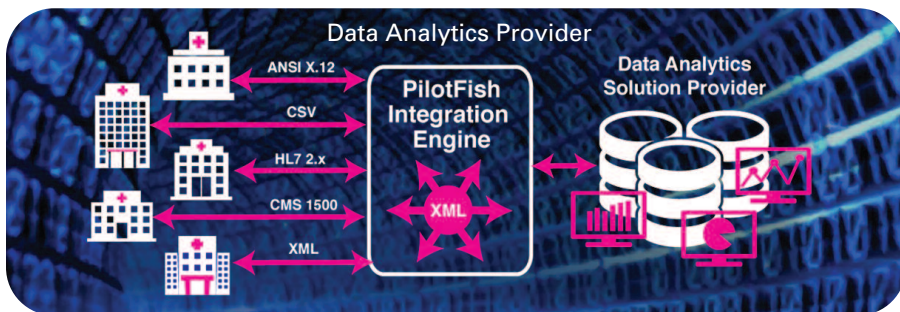 Data Analytics Provider
ANSI X.12
CSV
HL7 2.x
CMS 1500
XML
PilotFish
Integration
Engine
XML
Data Analytics
Solution Provider